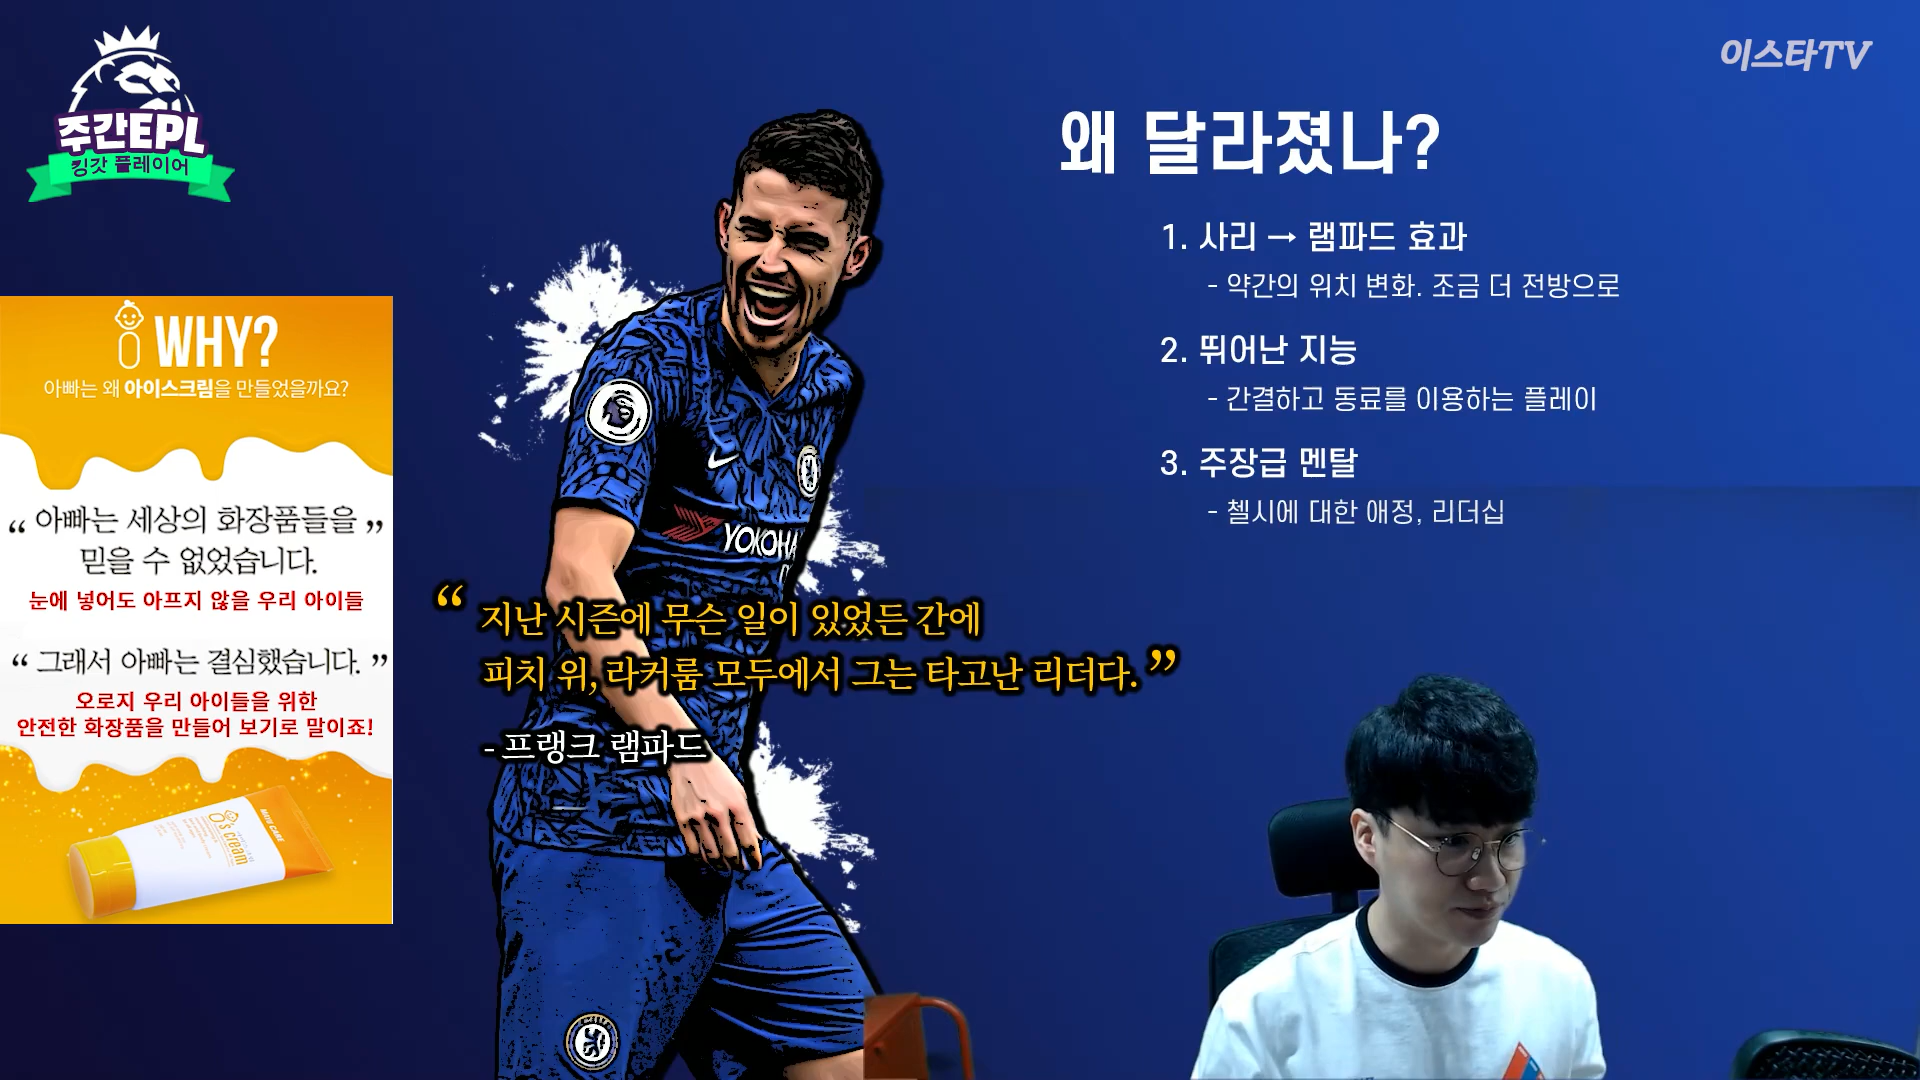 이스타TV
주간EPL
킹갓 플레이어
왜 달라졌나?
1. 사리 → 램파드 효과
- 약간의 위치 변화. 조금 더 전방으로
2. 뛰어난 지능
- 간결하고 동료를 이용하는 플레이
3. 주장급 멘탈
- 첼시에 대한 애정, 리더십
WHY?
아빠는 왜 아이스크림을 만들었을까요?
“ 아빠는 세상의 화장품들을 ”
믿을 수 없었습니다.
눈에 넣어도 아프지 않을 우리 아이들
“ 그래서 아빠는 결심했습니다. ”
오로지 우리 아이들을 위한
안전한 화장품을 만들어 보기로 말이죠!
s cream
YOKOHA
“ 지난 시즌에 무슨 일이 있었든 간에
피치 위, 라커룸 모두에서 그는 타고난 리더다. ”
- 프랭크 램파드